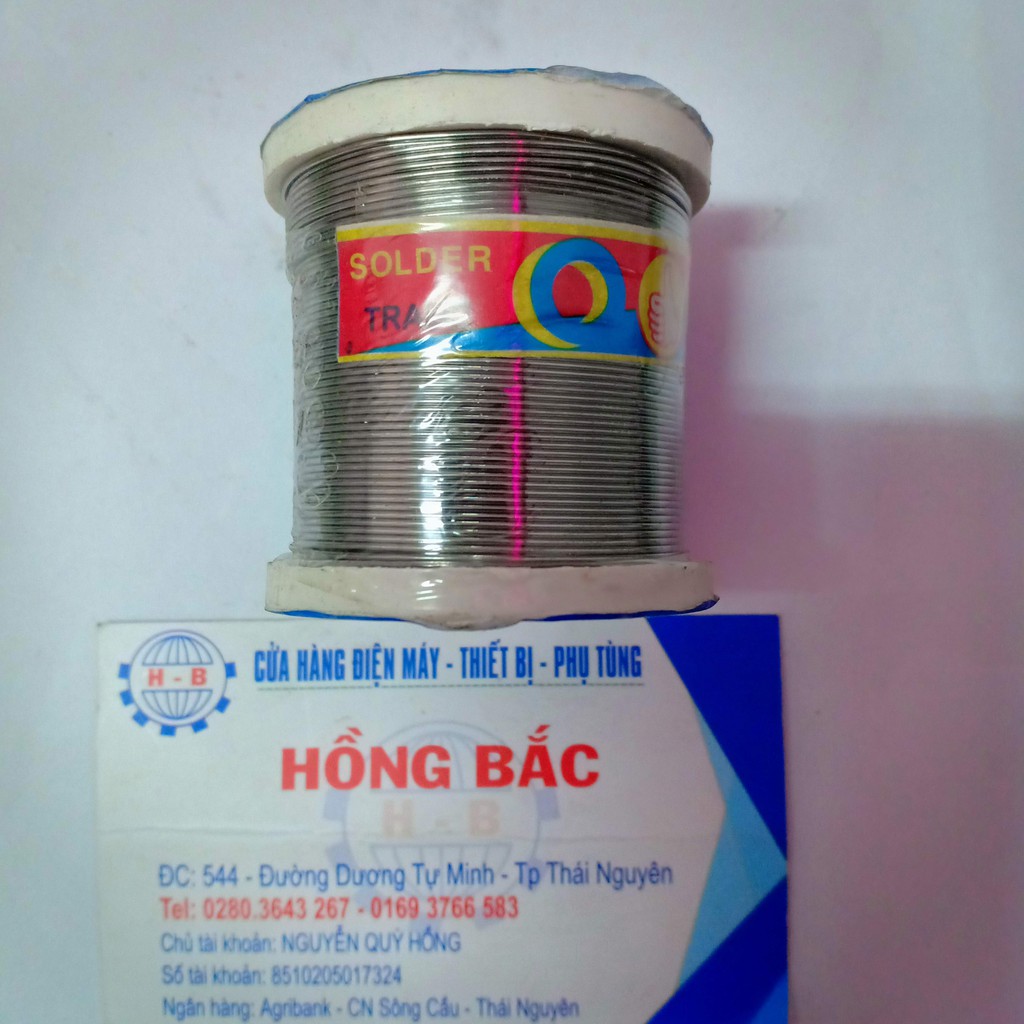 SOLDER
TRA
H - B
CỬA HÀNG ĐIỆN MÁY - THIẾT BỊ - PHỤ TÙNG
HỒNG BẮC
H - B
ĐC: 544 - Đường Dương Tự Minh - Tp Thái Nguyên
Tel: 0280.3643 267 - 0169 3766 583
Chủ tài khoản: NGUYỄN QUÝ HỒNG
Số tài khoản: 8510205017324
Ngân hàng: Agribank - CN Sông Cầu - Thái Nguyên